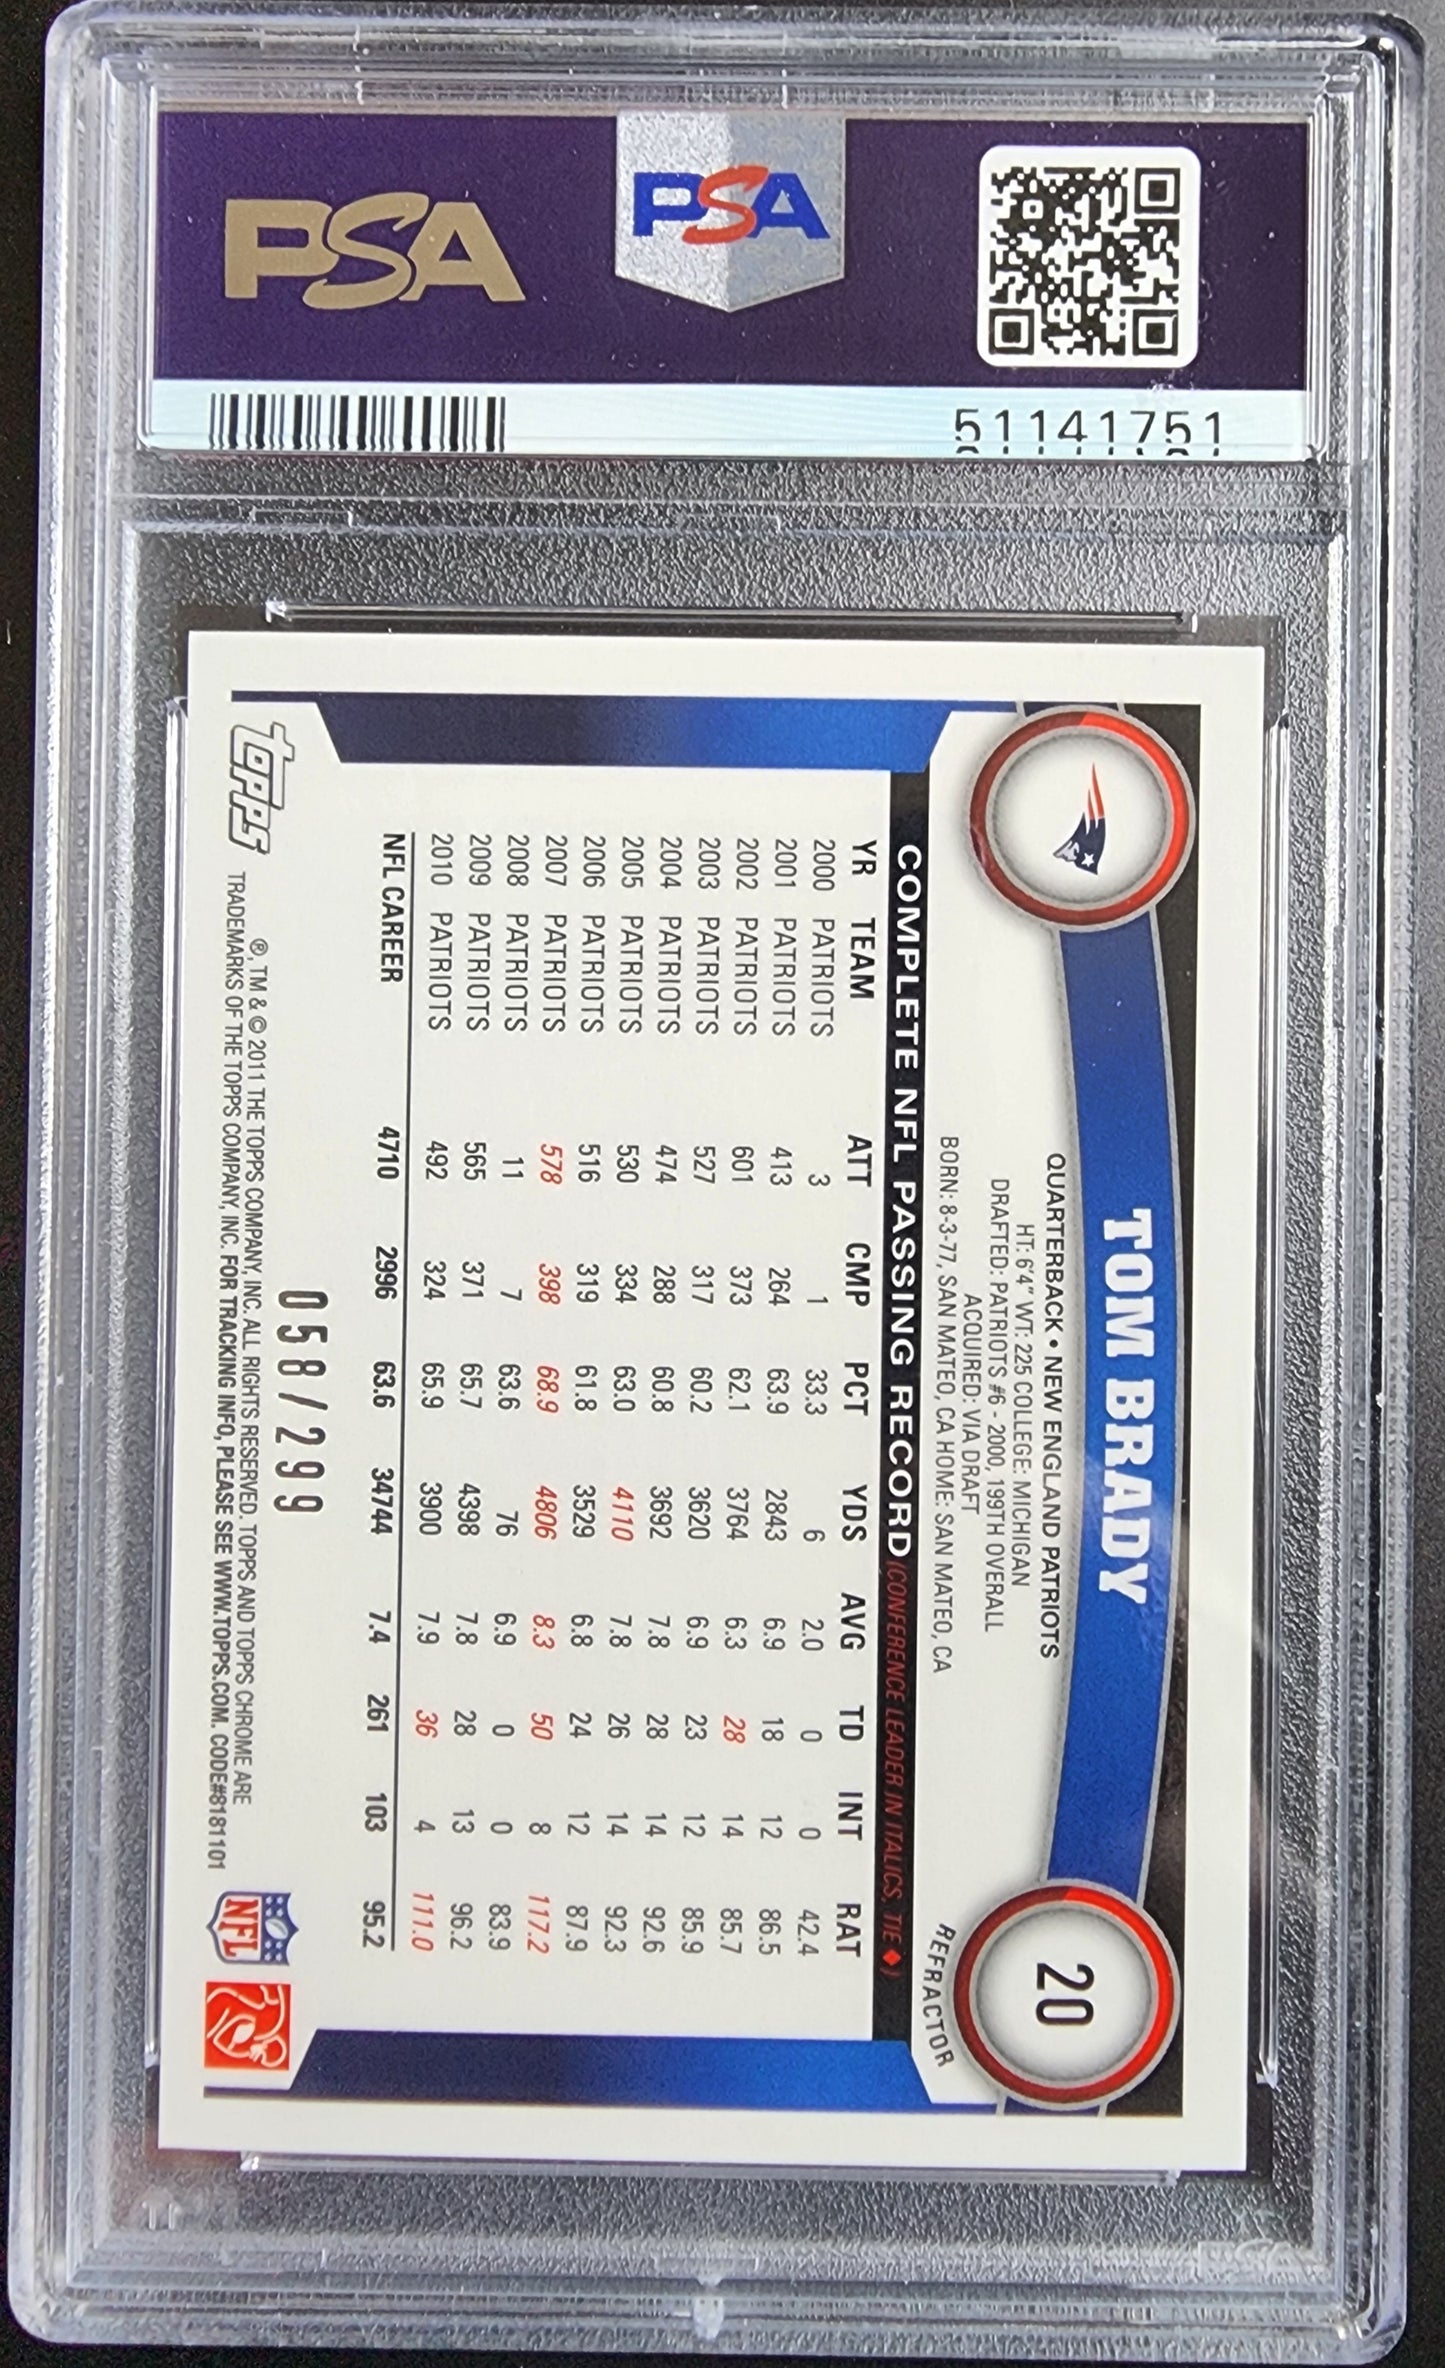 PSA
PSA
51141751
TOM BRADY
20
QUARTERBACK • NEW ENGLAND PATRIOTS
HT: 6'4" WT: 225 COLLEGE: MICHIGAN
DRAFTED: PATRIOTS #6 - 2000, 199TH OVERALL
ACQUIRED: VIA DRAFT
BORN: 8-3-77, SAN MATEO, CA HOME: SAN MATEO, CA
REFRACTOR
COMPLETE NFL PASSING RECORD (CONFERENCE LEADER IN ITALICS, TIE ♦)
YR TEAM ATT CMP PCT YDS AVG TD INT RAT
2000 PATRIOTS 3 1 33.3 6 2.0 0 0 42.4
2001 PATRIOTS 413 264 63.9 2843 6.9 18 12 86.5
2002 PATRIOTS 601 373 62.1 3764 6.3 28 14 85.7
2003 PATRIOTS 527 317 60.2 3620 6.9 23 12 85.9
2004 PATRIOTS 474 288 60.8 3692 7.8 28 14 92.6
2005 PATRIOTS 530 334 63.0 4110 7.8 26 14 92.3
2006 PATRIOTS 516 319 61.8 3529 6.8 24 12 87.9
2007 PATRIOTS 578 398 68.9 4806 8.3 50 8 117.2
2008 PATRIOTS 11 7 63.6 76 6.9 0 0 83.9
2009 PATRIOTS 565 371 65.7 4398 7.8 28 13 96.2
2010 PATRIOTS 492 324 65.9 3900 7.9 36 4 111.0
NFL CAREER 4710 2996 63.6 34744 7.4 261 103 95.2
058/299
topps
®, TM & © 2011 THE TOPPS COMPANY, INC. ALL RIGHTS RESERVED. TOPPS AND TOPPS CHROME ARE
TRADEMARKS OF THE TOPPS COMPANY, INC. FOR TRACKING INFO, PLEASE SEE WWW.TOPPS.COM. CODE#8181101
NFL